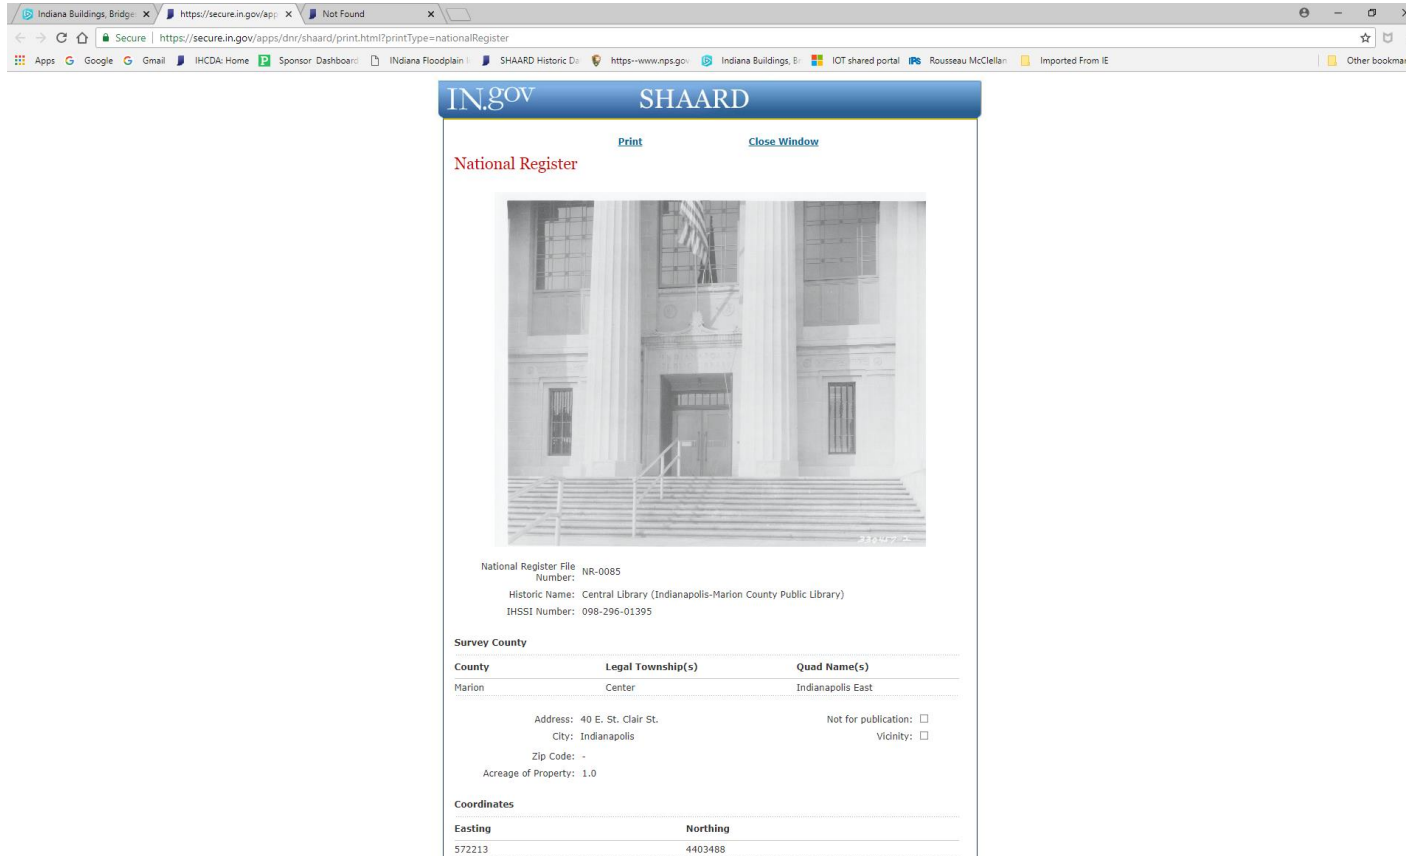 Indiana Buildings, Bridge
https://secure.in.gov/app
Not Found
Secure
https://secure.in.gov/apps/dnr/shaard/print.html?printType=nationalRegister
Apps
Google
Gmail
IHCDA: Home
Sponsor Dashboard
INdiana Floodplain
SHAARD Historic Da
https--www.nps.gov
Indiana Buildings, Br
IOT shared portal
IPS
Rousseau McClellan
Imported From IE
Other bookmar
IN.gov
SHAARD
Print
Close Window
National Register
National Register File
Number: NR-0085
Historic Name: Central Library (Indianapolis-Marion County Public Library)
IHSSI Number: 098-296-01395
Survey County
County Legal Township(s) Quad Name(s)
Marion Center Indianapolis East
Address: 40 E. St. Clair St. Not for publication:
City: Indianapolis Vicinity:
Zip Code: -
Acreage of Property: 1.0
Coordinates
Easting Northing
572213 4403488